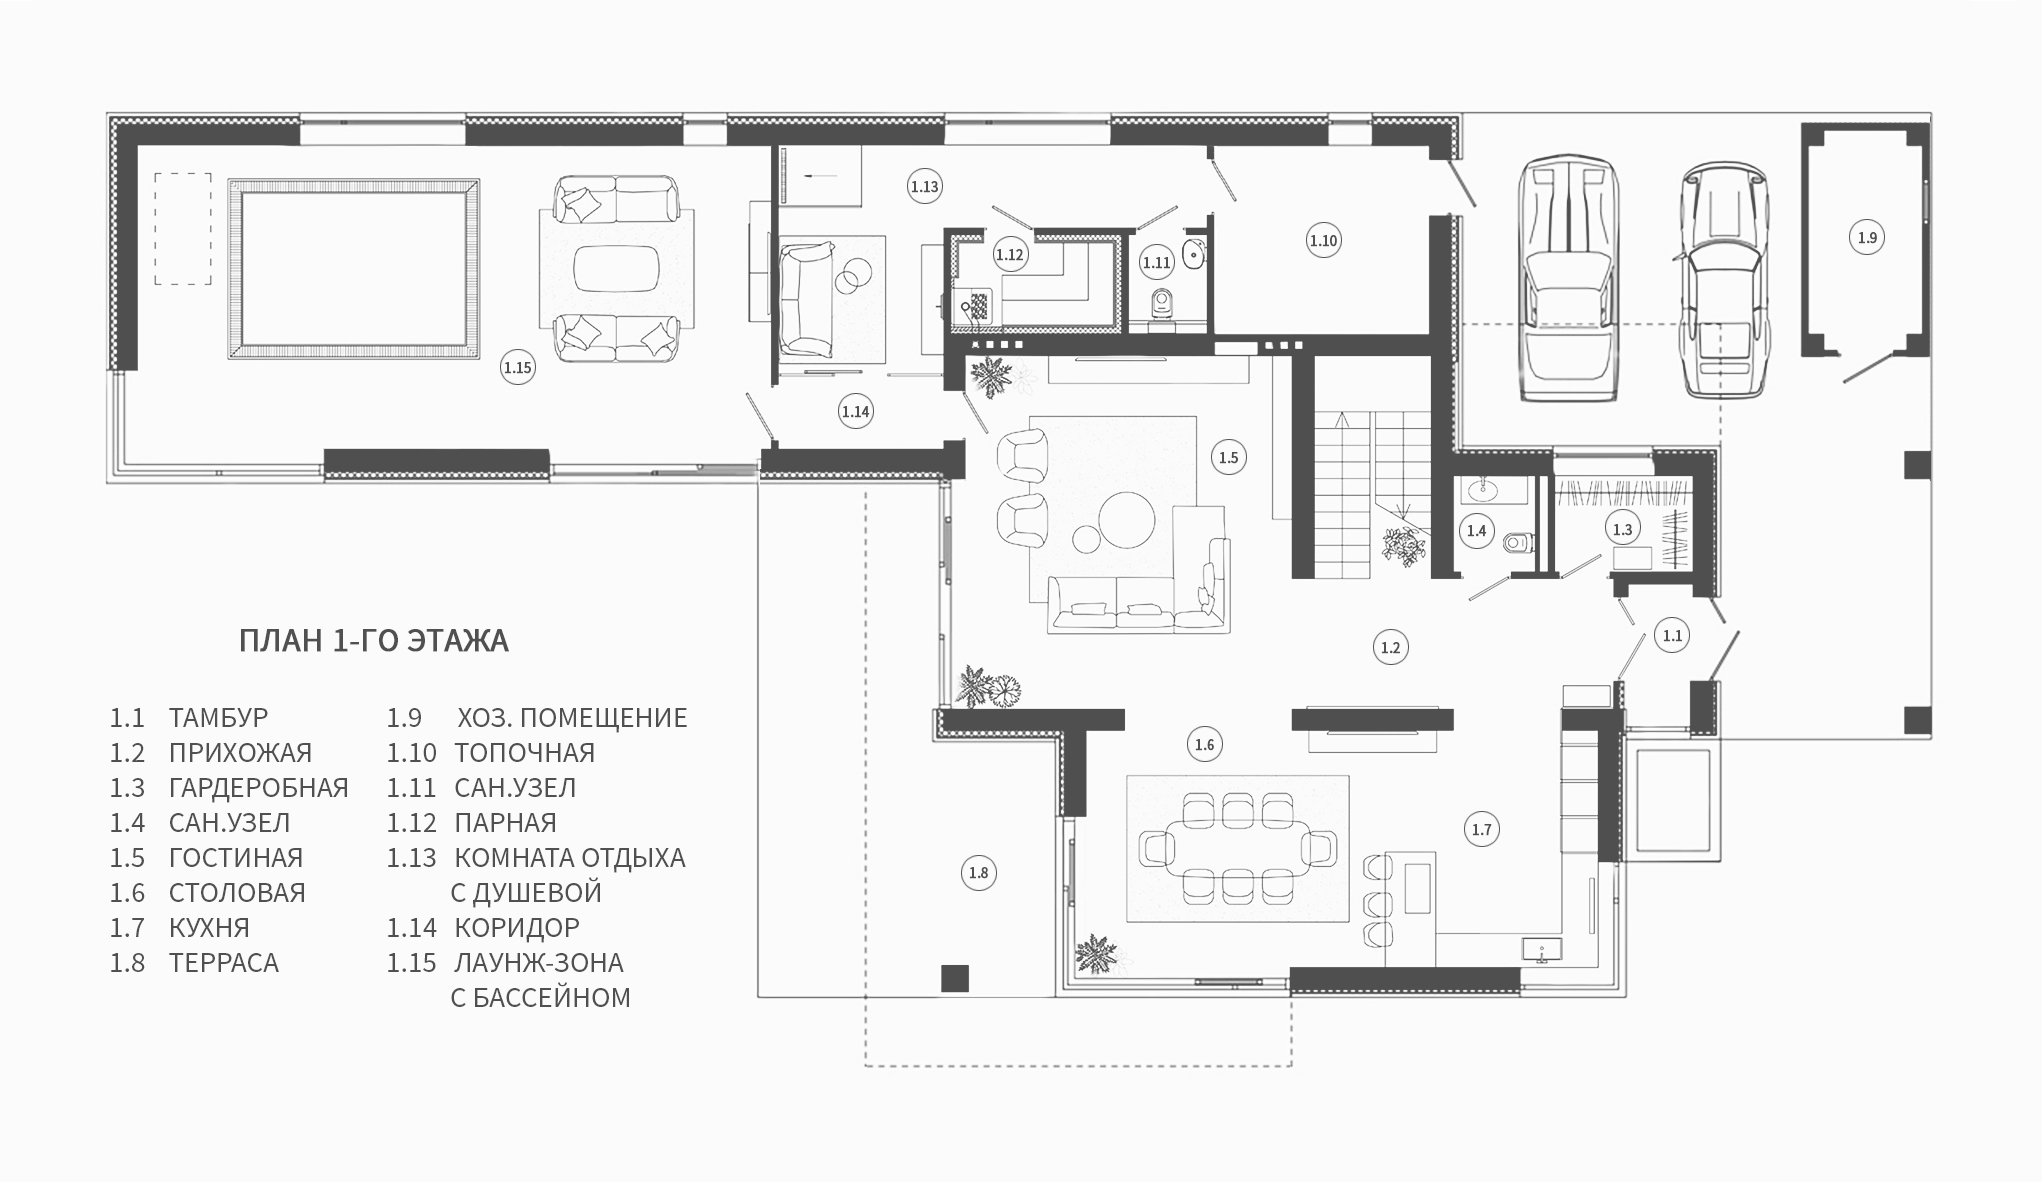 1.13
1.12
1.11
1.10
1.9
1.15
1.14
1.5
1.4
1.3
1.1
1.2
1.6
1.7
1.8
ПЛАН 1-ГО ЭТАЖА
1.1 ТАМБУР
1.2 ПРИХОЖАЯ
1.3 ГАРДЕРОБНАЯ
1.4 САН.УЗЕЛ
1.5 ГОСТИНАЯ
1.6 СТОЛОВАЯ
1.7 КУХНЯ
1.8 ТЕРРАСА
1.9 ХОЗ. ПОМЕЩЕНИЕ
1.10 ТОПОЧНАЯ
1.11 САН.УЗЕЛ
1.12 ПАРНАЯ
1.13 КОМНАТА ОТДЫХА
С ДУШЕВОЙ
1.14 КОРИДОР
1.15 ЛАУНЖ-ЗОНА
С БАССЕЙНОМ